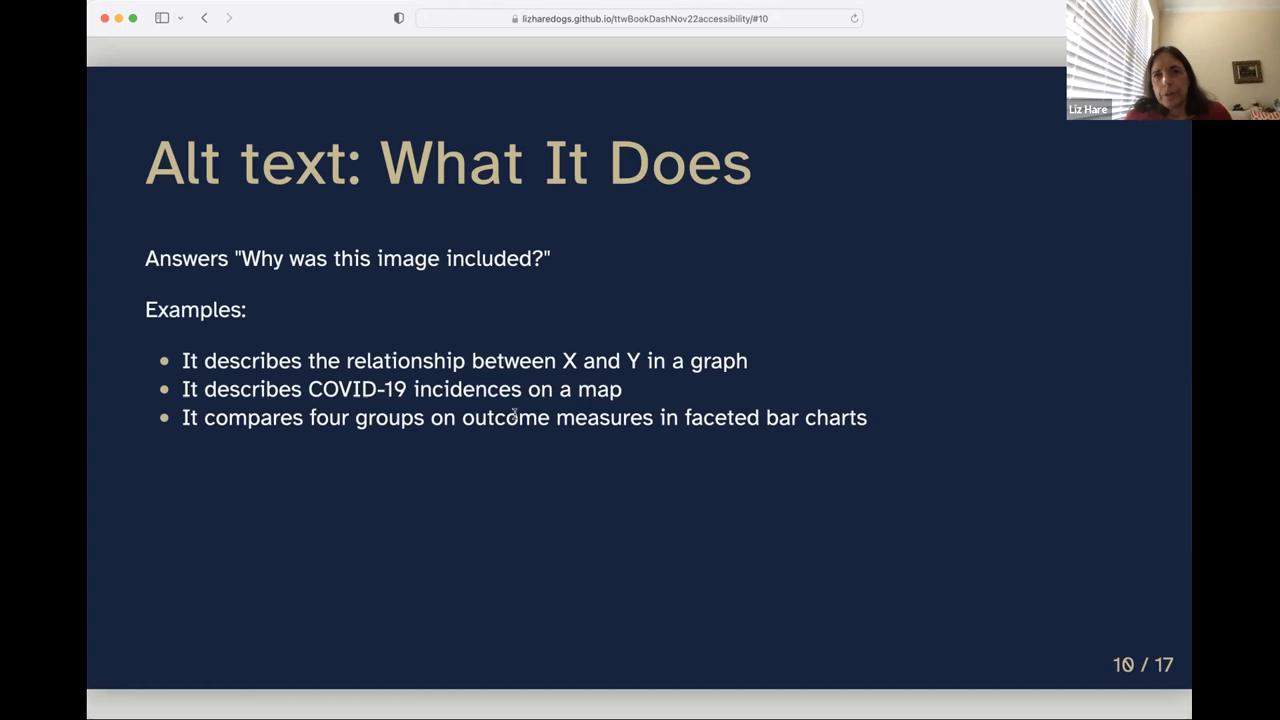 lizharedogs.github.io/ttwBookDashNov22accessibility/#10
Liz Hare
Alt text: What It Does
Answers "Why was this image included?"
Examples:
It describes the relationship between X and Y in a graph
It describes COVID-19 incidences on a map
It compares four groups on outcome measures in faceted bar charts
10 / 17